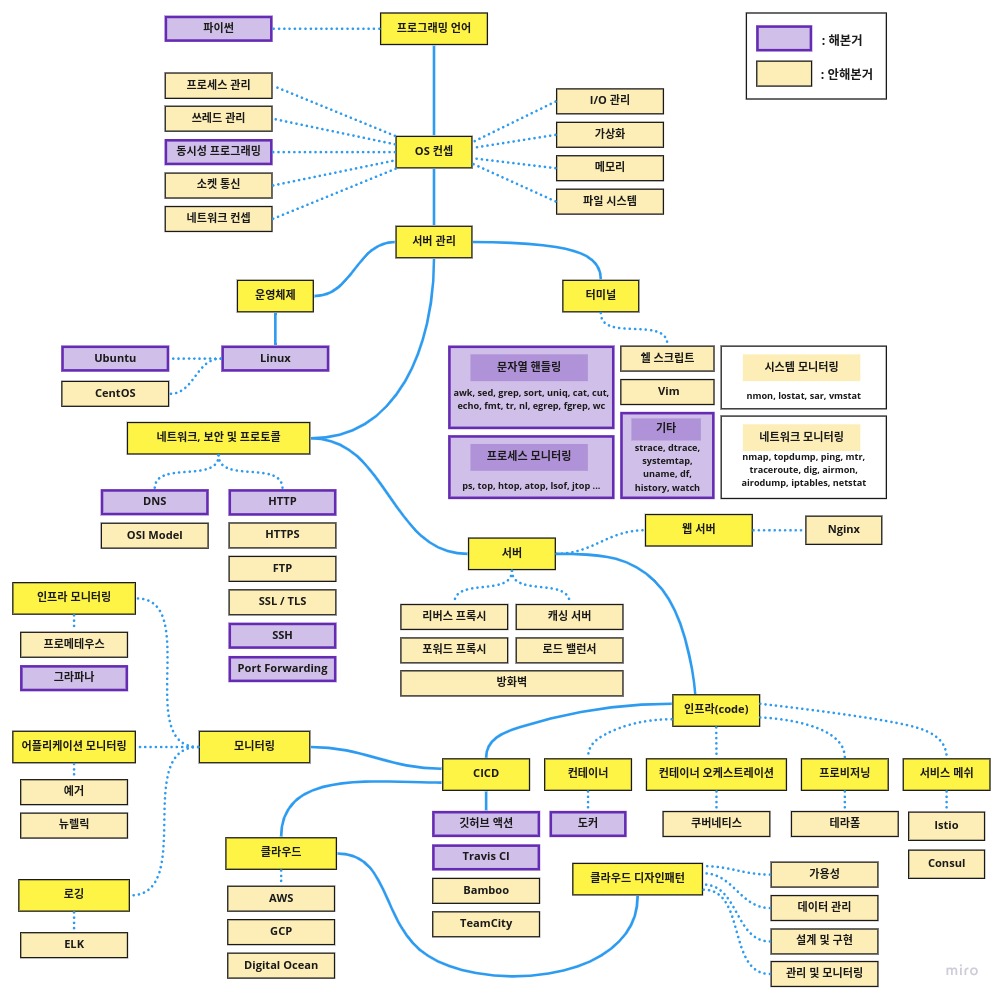 파이썬
프로그래밍 언어
: 해본거
: 안해본거
프로세스 관리
쓰레드 관리
동시성 프로그래밍
소켓 통신
네트워크 컨셉
OS 컨셉
I/O 관리
가상화
메모리
파일 시스템
서버 관리
운영체제
터미널
Ubuntu
Linux
CentOS
문자열 핸들링
awk, sed, grep, sort, uniq, cat, cut,
echo, fmt, tr, nl, egrep, fgrep, wc
프로세스 모니터링
ps, top, htop, atop, lsof, jtop ...
쉘 스크립트
Vim
기타
strace, dtrace,
systemtap,
uname, df,
history, watch
시스템 모니터링
nmon, lostat, sar, vmstat
네트워크 모니터링
nmap, topdump, ping, mtr,
traceroute, dig, airmon,
airodump, iptables, netstat
네트워크, 보안 및 프로토콜
DNS
OSI Model
HTTP
HTTPS
FTP
SSL / TLS
SSH
Port Forwarding
서버
웹 서버
Nginx
리버스 프록시
캐싱 서버
포워드 프록시
로드 밸런서
방화벽
인프라 모니터링
프로메테우스
그라파나
어플리케이션 모니터링
예거
뉴렐릭
로깅
ELK
모니터링
인프라(code)
CICD
컨테이너
컨테이너 오케스트레이션
프로비저닝
서비스 메쉬
깃허브 액션
Travis CI
Bamboo
TeamCity
도커
쿠버네티스
테라폼
Istio
Consul
클라우드
AWS
GCP
Digital Ocean
클라우드 디자인패턴
가용성
데이터 관리
설계 및 구현
관리 및 모니터링
miro